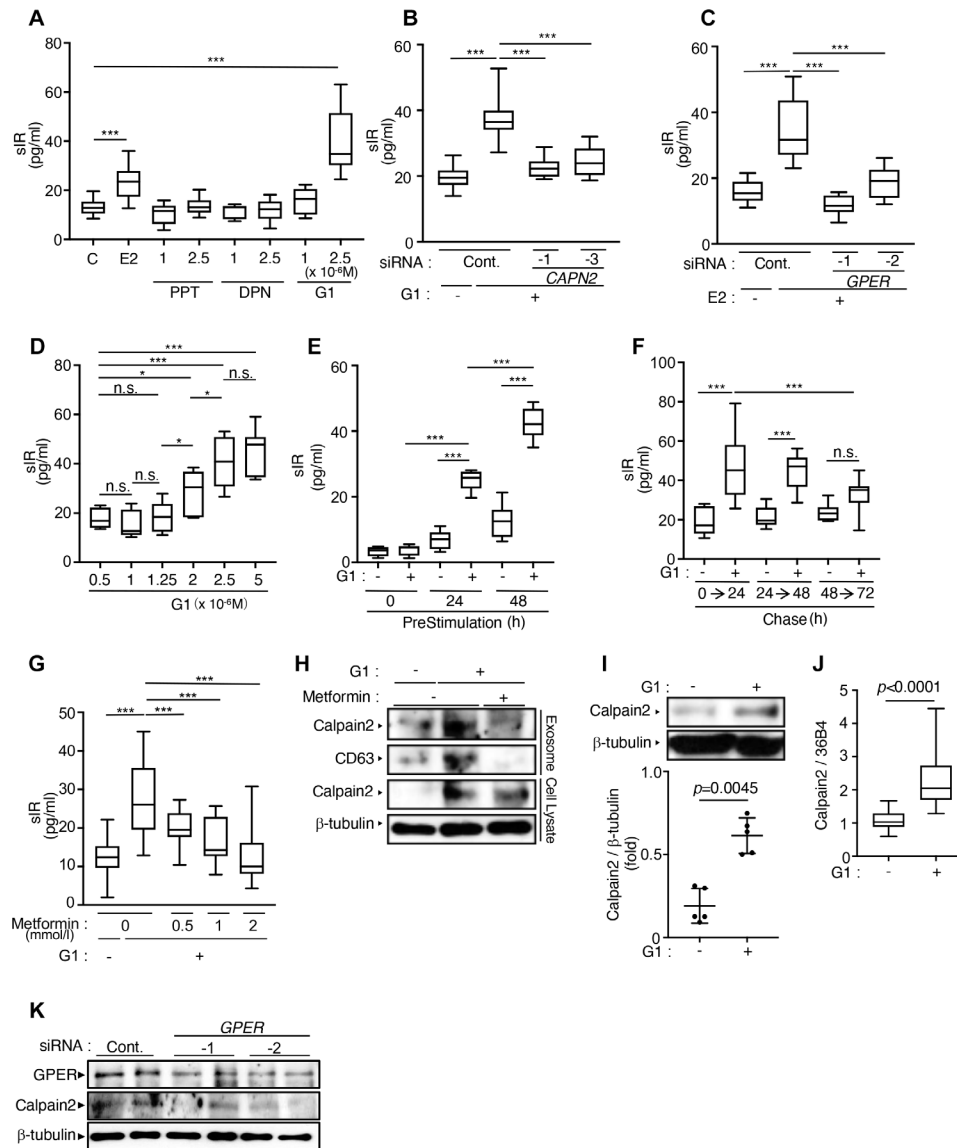 A
80
60
40
20
0
sIR
(pg/ml)
***
***
C E2 1 2.5 1 2.5 1 2.5
(x 10-6M)
PPT DPN G1
B
60
40
20
0
sIR
(pg/ml)
***
*** ***
siRNA : Cont. -1 -3
CAPN2
G1 : - +
C
60
40
20
0
sIR
(pg/ml)
***
*** ***
siRNA : Cont. -1 -2
GPER
E2 : - +
D
80
60
40
20
0
sIR
(pg/ml)
***
***
* n.s.
n.s. *
*
n.s. n.s.
0.5 1 1.25 2 2.5 5
G1 (x 10-6M)
E
60
40
20
0
sIR
(pg/ml)
***
***
***
***
G1 : - + - + - +
0 24 48
PreStimulation (h)
F
100
80
60
40
20
0
sIR
(pg/ml)
*** ***
*** n.s.
G1 : - + - + - +
0→24 24→48 48→72
Chase (h)
G
50
40
30
20
10
0
sIR
(pg/ml)
***
***
*** 
Metformin : 0 0.5 1 2
(mmol/l)
G1 : - +
H
G1 : - +
Metformin : - +
Calpain2
CD63
Calpain2
β-tubulin
Exosome
Cell Lysate
I
G1 : - +
Calpain2
β-tubulin
1.0
0.5
0
Calpain2 / β-tubulin
(fold)
p=0.0045
G1 : - +
J
5
4
3
2
1
0
Calpain2 / 36B4
p<0.0001
G1 : - +
K
GPER
siRNA : Cont. -1 -2
GPER
Calpain2
β-tubulin